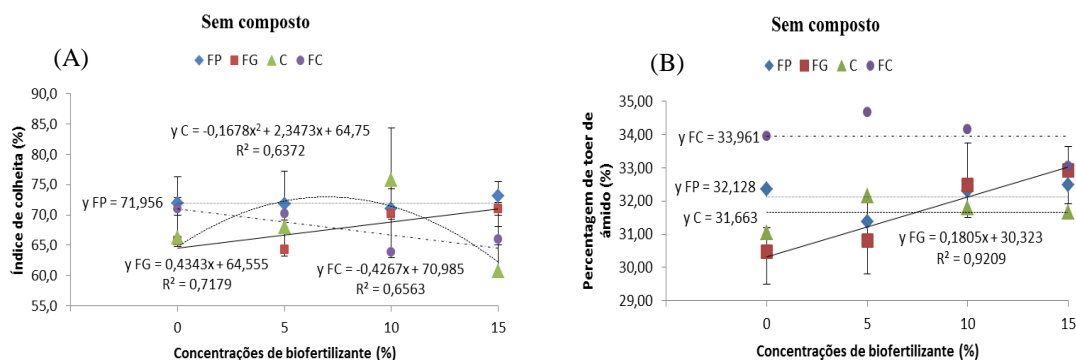 Sem composto
(A)
FP FG C FC
Índice de colheita (%)
90,0
85,0
80,0
75,0
70,0
65,0
60,0
55,0
y C = -0,1678x² + 2,3473x + 64,75
R² = 0,6372
y FP = 71,956
y FG = 0,4343x + 64,555
R² = 0,7179
y FC = -0,4267x + 70,985
R² = 0,6563
0 5 10 15
Concentrações de biofertilizante (%)
Sem composto
(B)
FP FG C FC
Percentagem de toer de
ámido (%)
35,00
34,00
33,00
32,00
31,00
30,00
29,00
y FC = 33,961
y FP = 32,128
y C = 31,663
y FG = 0,1805x + 30,323
R² = 0,9209
0 5 10 15
Concentrações de biofertilizante (%)